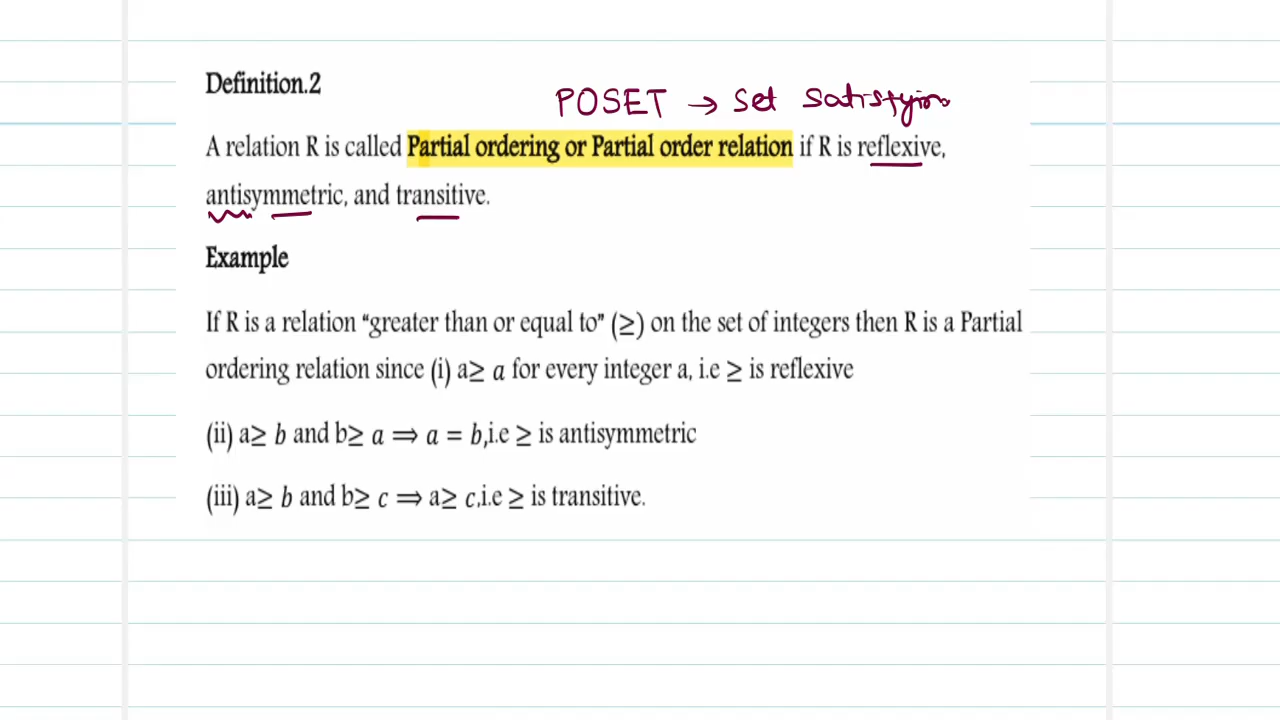 Definition.2
POSET → Set satisfying
A relation R is called Partial ordering or Partial order relation if R is reflexive,
antisymmetric, and transitive.
Example
If R is a relation “greater than or equal to” (≥) on the set of integers then R is a Partial
ordering relation since (i) a≥ a for every integer a, i.e ≥ is reflexive
(ii) a≥ b and b≥ a ⟹ a = b,i.e ≥ is antisymmetric
(iii) a≥ b and b≥ c ⟹ a≥ c,i.e ≥ is transitive.